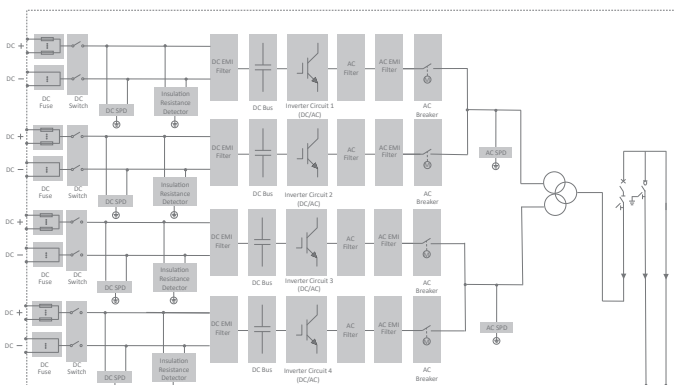 DC +
DC −
DC
Fuse
DC
Switch
DC SPD
Insulation
Resistance
Detector
DC EMI
Filter
DC Bus
Inverter Circuit 1
(DC/AC)
AC
Filter
AC EMI
Filter
M
AC
Breaker
DC +
DC −
DC
Fuse
DC
Switch
DC SPD
Insulation
Resistance
Detector
DC EMI
Filter
DC Bus
Inverter Circuit 2
(DC/AC)
AC
Filter
AC EMI
Filter
M
AC
Breaker
AC SPD
DC +
DC −
DC
Fuse
DC
Switch
DC SPD
Insulation
Resistance
Detector
DC EMI
Filter
DC Bus
Inverter Circuit 3
(DC/AC)
AC
Filter
AC EMI
Filter
M
AC
Breaker
DC +
DC −
DC
Fuse
DC
Switch
DC SPD
Insulation
Resistance
Detector
DC EMI
Filter
DC Bus
Inverter Circuit 4
(DC/AC)
AC
Filter
AC EMI
Filter
M
AC
Breaker
AC SPD